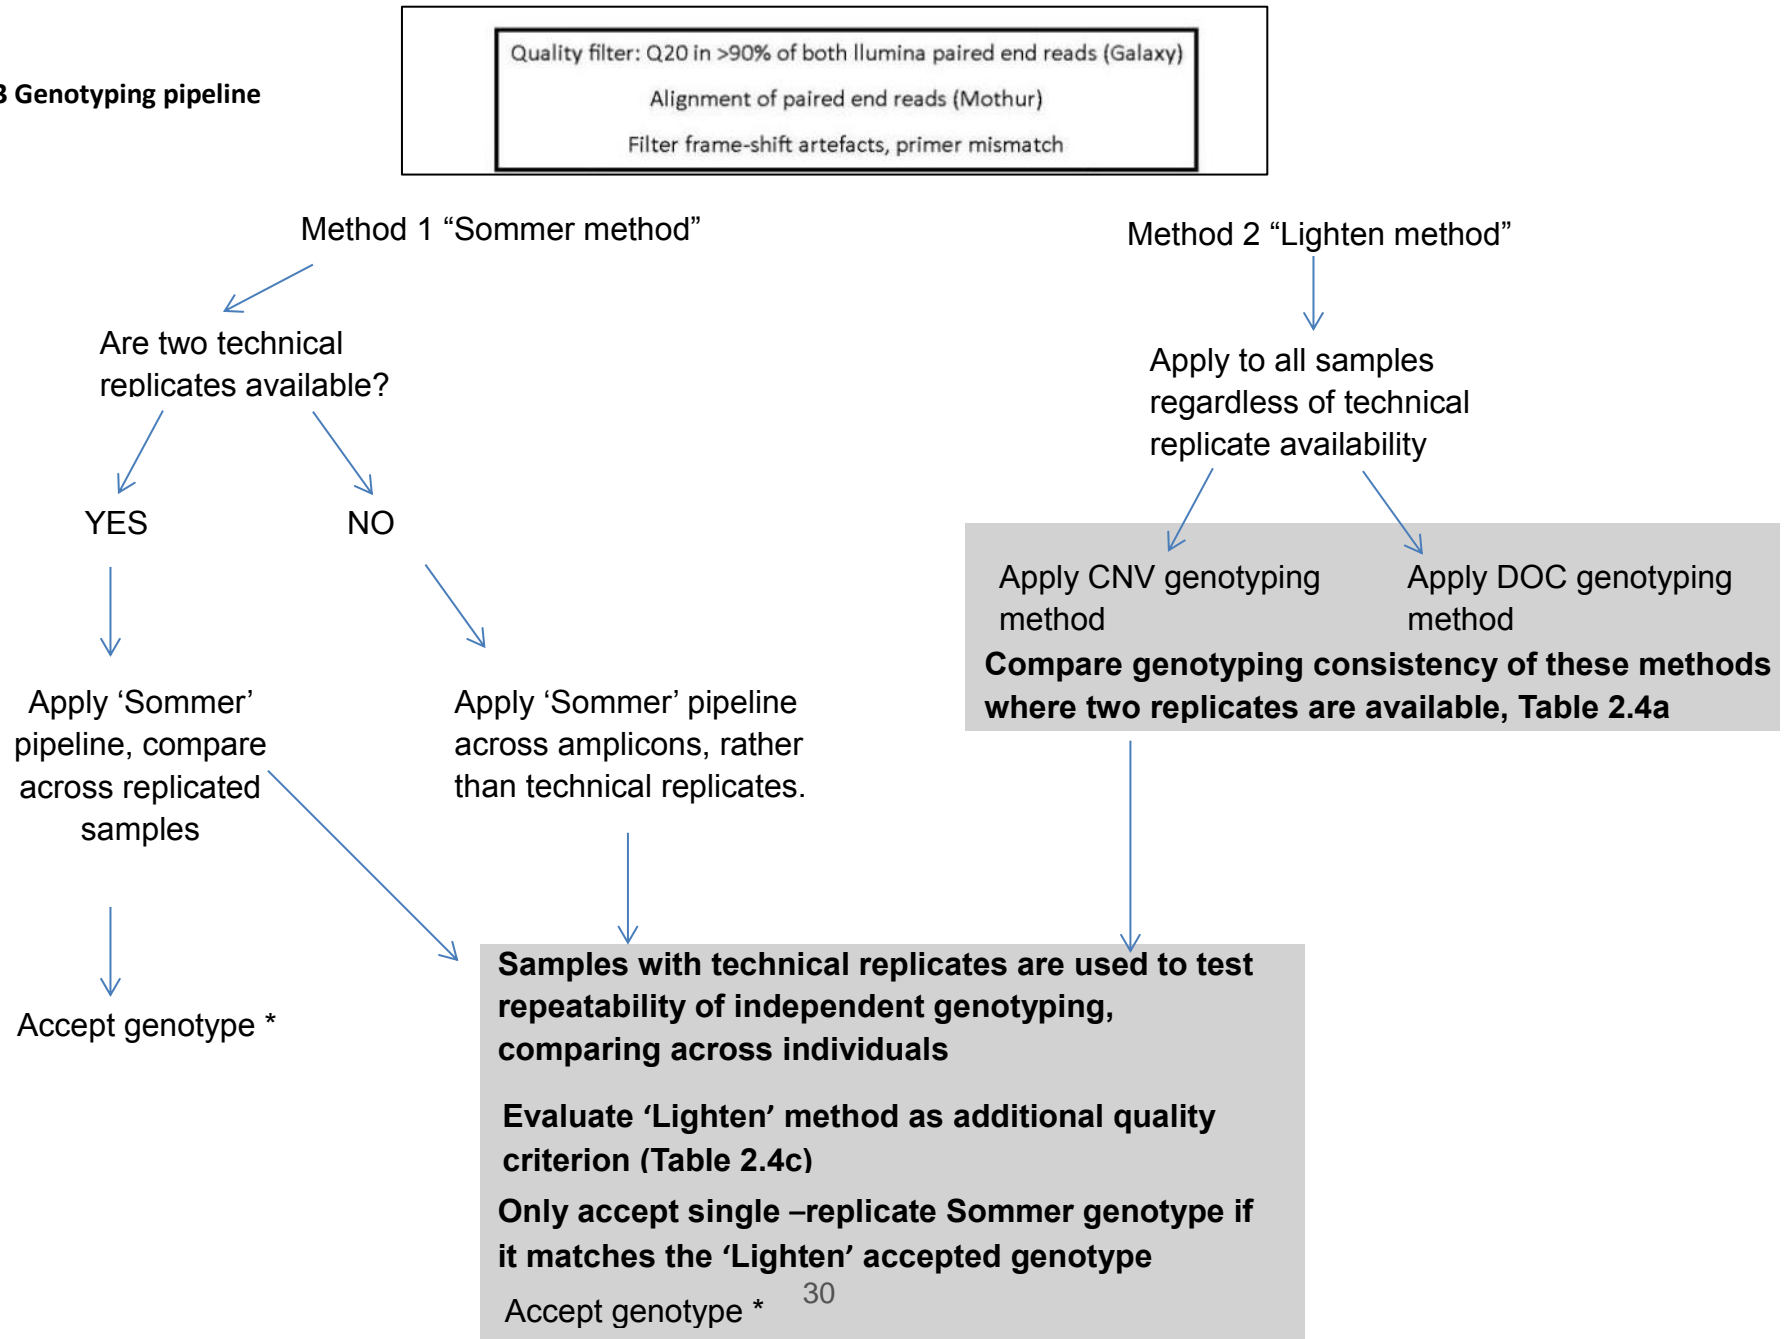 Quality filter: Q20 in >90% of both llumina paired end reads (Galaxy)
Alignment of paired end reads (Mothur)
Filter frame-shift artefacts, primer mismatch
3 Genotyping pipeline
Method 1 “Sommer method”
Method 2 “Lighten method”
Are two technical
replicates available?
Apply to all samples
regardless of technical
replicate availability
YES
NO
Apply CNV genotyping
method
Apply DOC genotyping
method
Compare genotyping consistency of these methods
where two replicates are available, Table 2.4a
Apply ‘Sommer’
pipeline, compare
across replicated
samples
Apply ‘Sommer’ pipeline
across amplicons, rather
than technical replicates.
Accept genotype *
Samples with technical replicates are used to test
repeatability of independent genotyping,
comparing across individuals
Evaluate ‘Lighten’ method as additional quality
criterion (Table 2.4c)
Only accept single –replicate Sommer genotype if
it matches the ‘Lighten’ accepted genotype
Accept genotype *
30